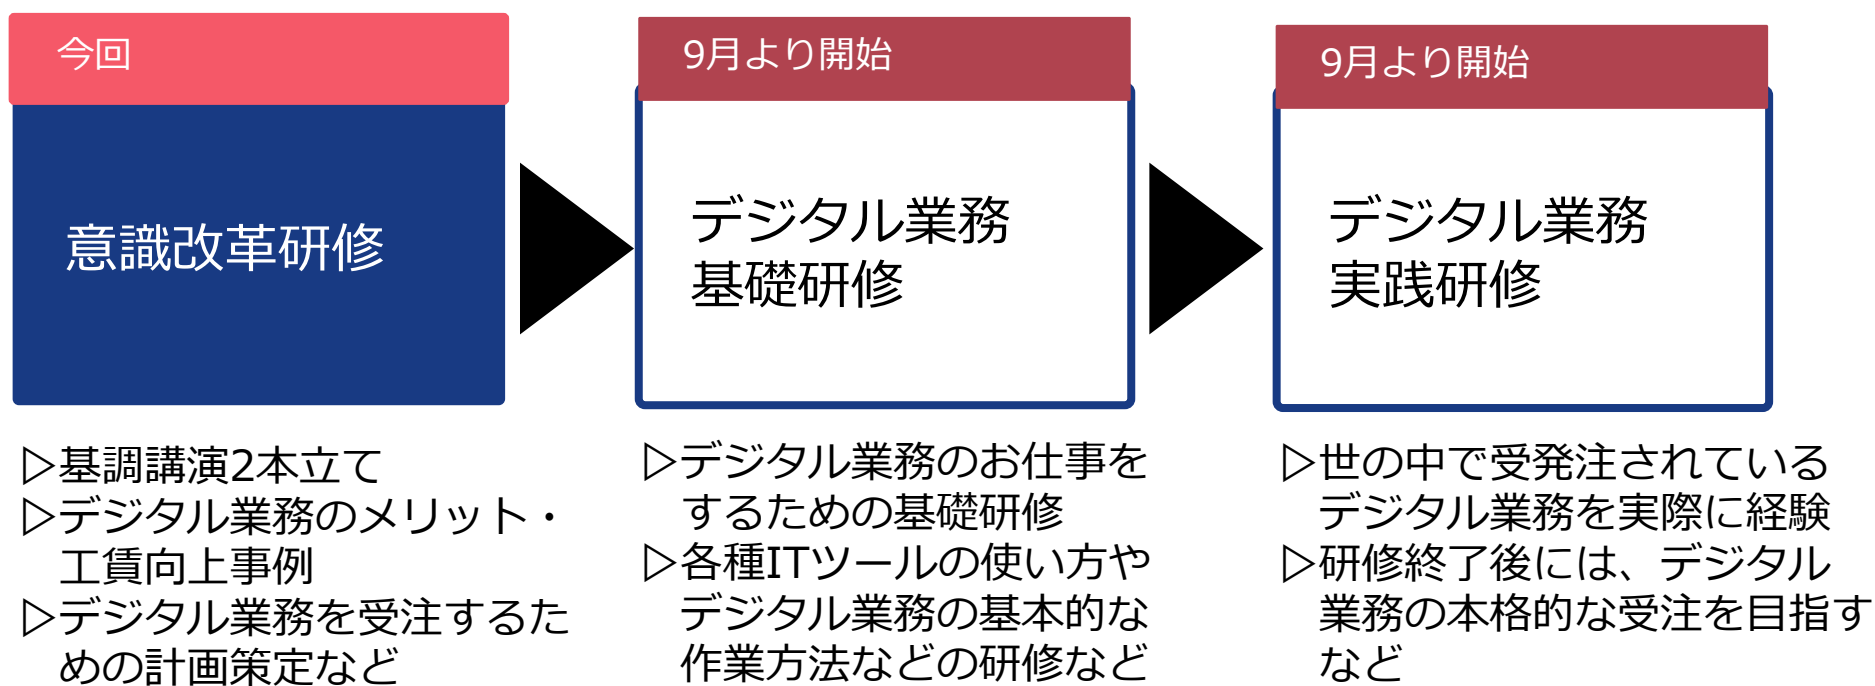 今回
意識改革研修
▷基調講演2本立て
▷デジタル業務のメリット・
工賃向上事例
▷デジタル業務を受注するた
めの計画策定など
9月より開始
デジタル業務
基礎研修
▷デジタル業務のお仕事を
するための基礎研修
▷各種ITツールの使い方や
デジタル業務の基本的な
作業方法などの研修など
9月より開始
デジタル業務
実践研修
▷世の中で受発注されている
デジタル業務を実際に経験
▷研修終了後には、デジタル
業務の本格的な受注を目指す
など